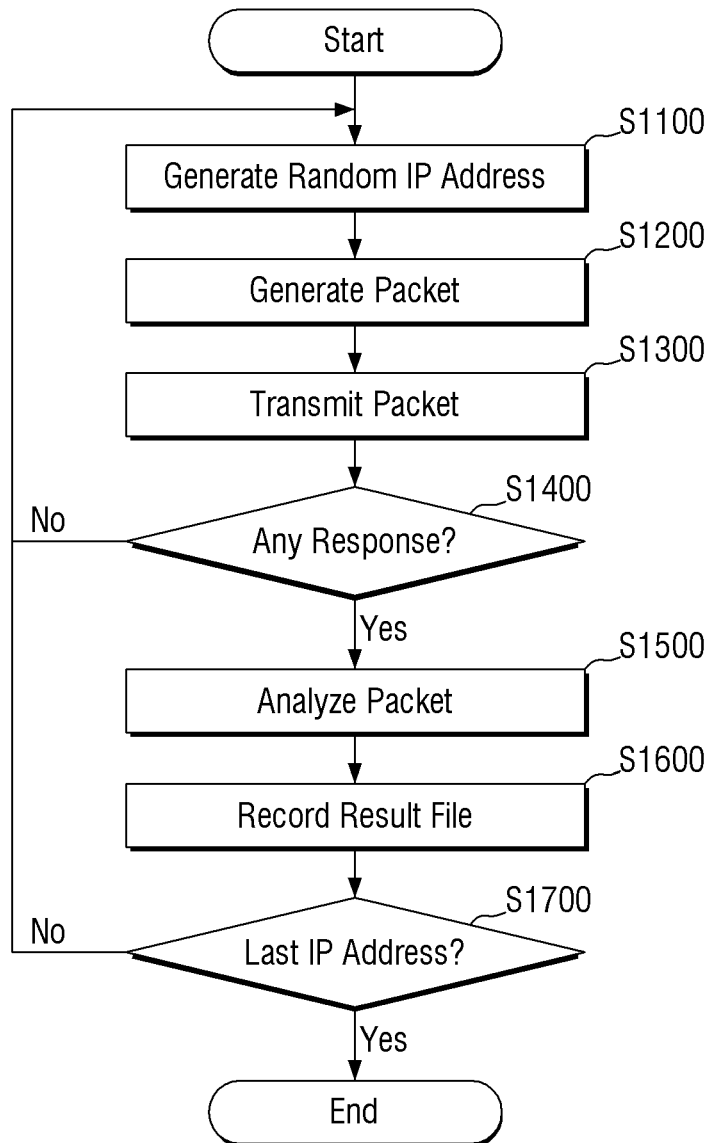 Start
S1100
Generate Random IP Address
S1200
Generate Packet
S1300
Transmit Packet
S1400
No
Any Response?
Yes
S1500
Analyze Packet
S1600
Record Result File
S1700
No
Last IP Address?
Yes
End